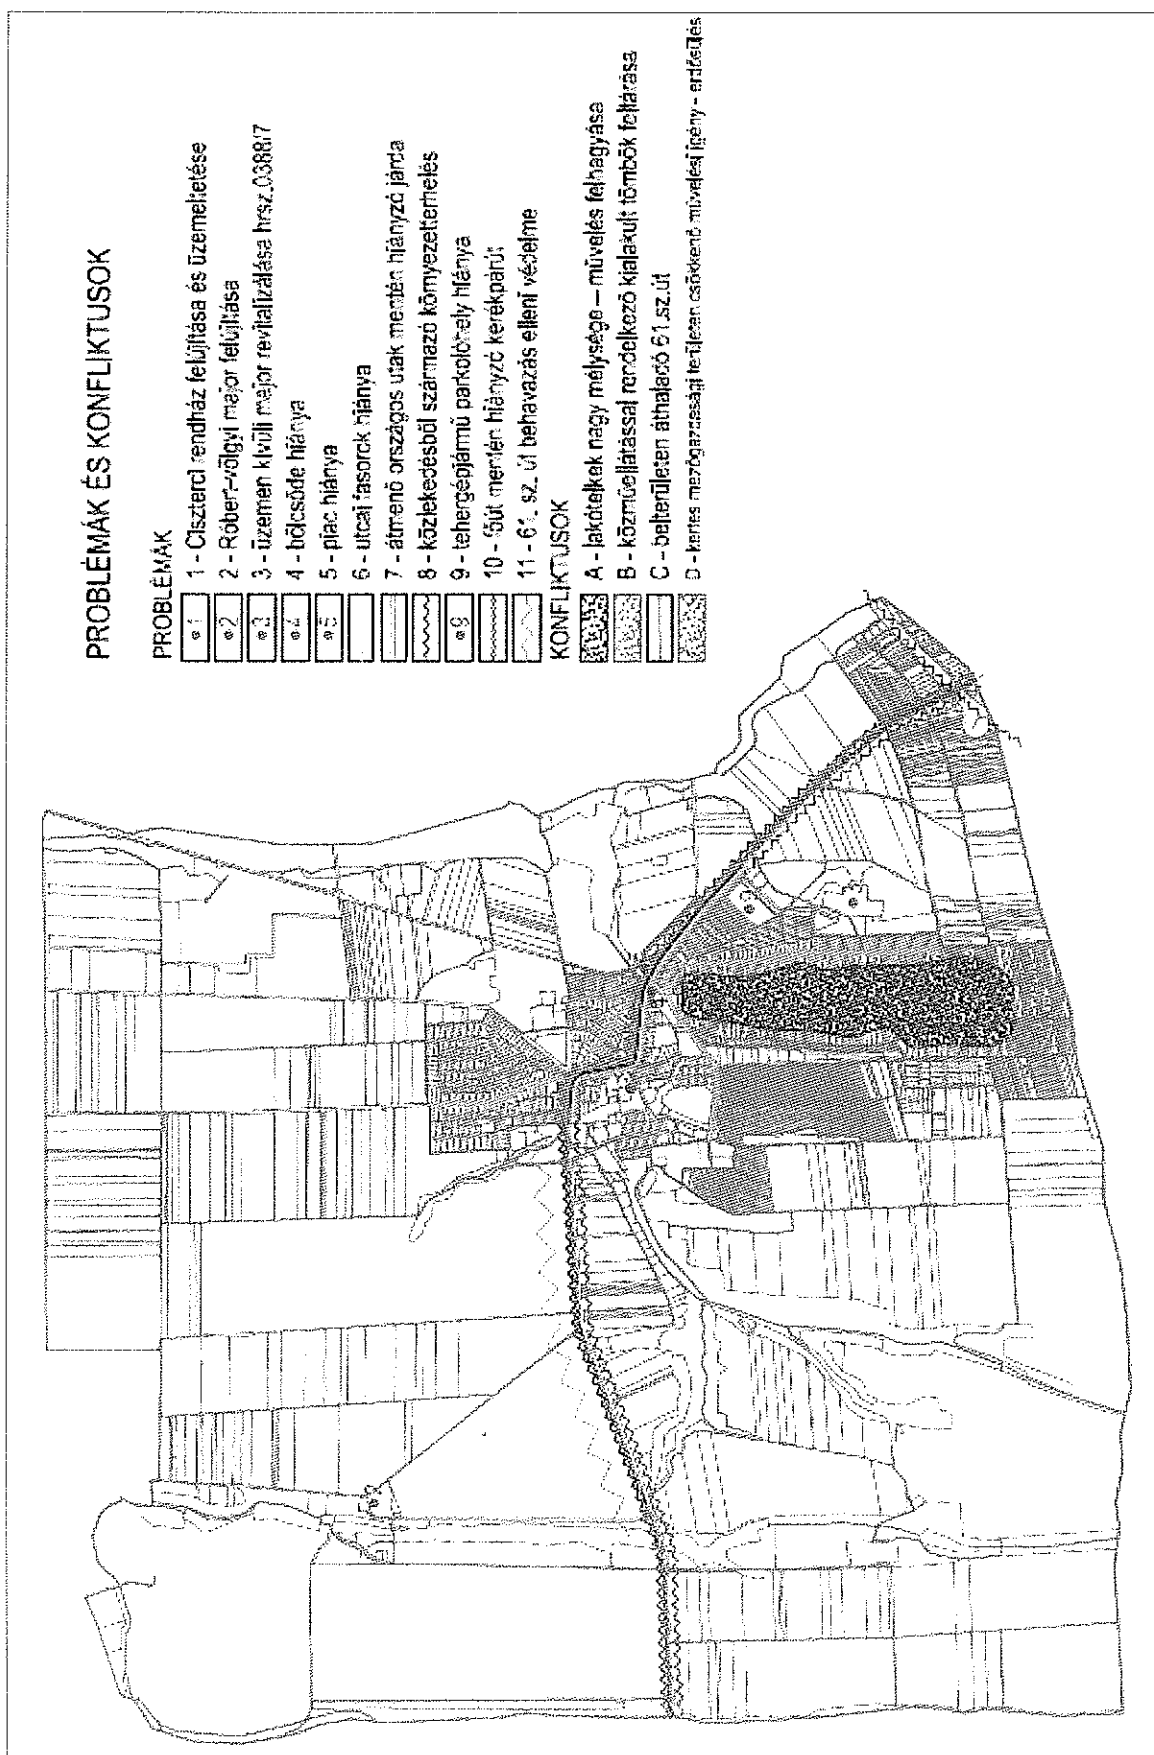 PROBLÉMÁK ÉS KONFLIKTUSOK
PROBLÉMÁK
1 - Ciszterci rendház felújítása és üzemeltetése
2 - Róbert-völgyi major felújítása
3 - üzemen kívüli major revitalizálása hrsz.0388/7
4 - bölcsőde hiánya
5 - piac hiánya
6 - utcai fasorok hiánya
7 - átmenő országos utak mentén hiányzó járda
8 - közlekedésből származó környezetterhelés
9 - tehergépjármű parkolóhely hiánya
10 - főút mentén hiányzó kerékpárút
11 - 61. sz. út behavazás elleni védelme
KONFLIKTUSOK
A - lakótelkek nagy mélysége – művelés felhagyása
B - közműellátással rendelkező kialakult tömbök feltárása
C - belterületen áthaladó 61.sz.út
D - kertes mezőgazdasági területen csökkenő művelési igény - erdősülés